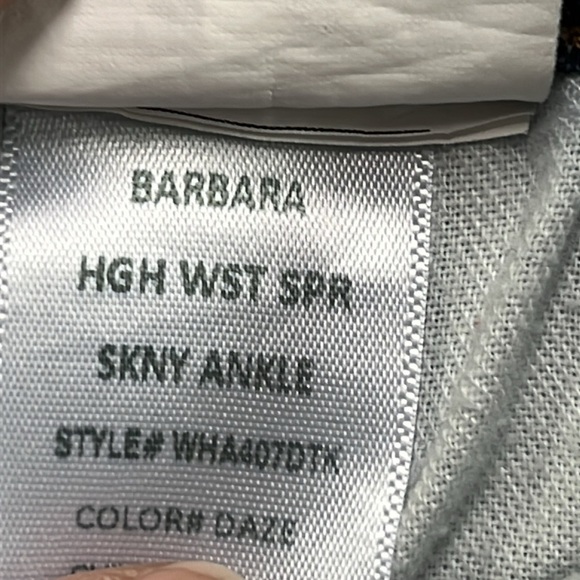 BARBARA
HGH WST SPR
SKNY ANKLE
STYLE# WHA407DTK
COLOR# DAZE